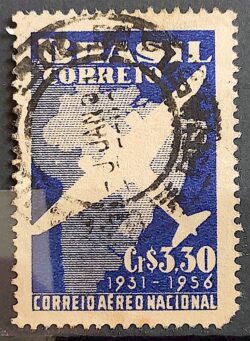 BRASIL
CORREIO
Cr$3,30
1931-1956
CORREIO AÉREO NACIONAL